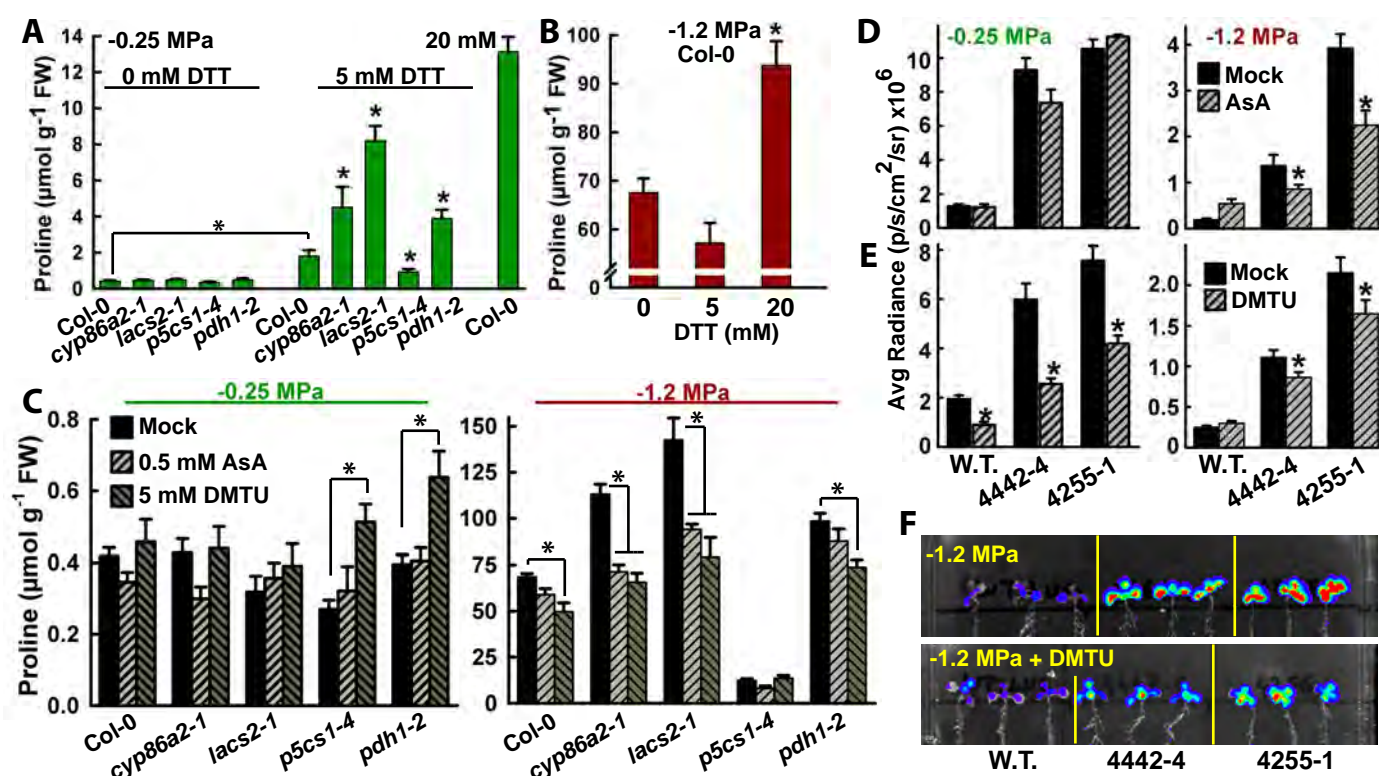 A
-0.25 MPa
0 mM DTT
5 mM DTT
20 mM
Proline (µmol g-1 FW)
14
12
10
8
6
4
2
0
*
*
*
*
*
Col-0
cyp86a2-1
lacs2-1
p5cs1-4
pdh1-2
Col-0
cyp86a2-1
lacs2-1
p5cs1-4
pdh1-2
Col-0
B
-1.2 MPa
Col-0
*
Proline (µmol g-1 FW)
100
90
80
70
60
0
0 5 20
DTT (mM)
C
-0.25 MPa
Mock
0.5 mM AsA
5 mM DMTU
Proline (µmol g-1 FW)
0.8
0.6
0.4
0.2
0.0
*
*
Col-0
cyp86a2-1
lacs2-1
p5cs1-4
pdh1-2
-1.2 MPa
150
125
100
75
50
25
0
*
*
*
*
Col-0
cyp86a2-1
lacs2-1
p5cs1-4
pdh1-2
D
-0.25 MPa
10
8
6
4
2
0
-1.2 MPa
Mock
AsA
4
3
2
1
0
*
*
Avg Radiance (p/s/cm2/sr) x106
E
8
6
4
2
0
*
*
*
W.T.
4442-4
4255-1
Mock
DMTU
2.0
1.5
1.0
0.5
0
*
*
W.T.
4442-4
4255-1
F
-1.2 MPa
-1.2 MPa + DMTU
W.T. 4442-4 4255-1